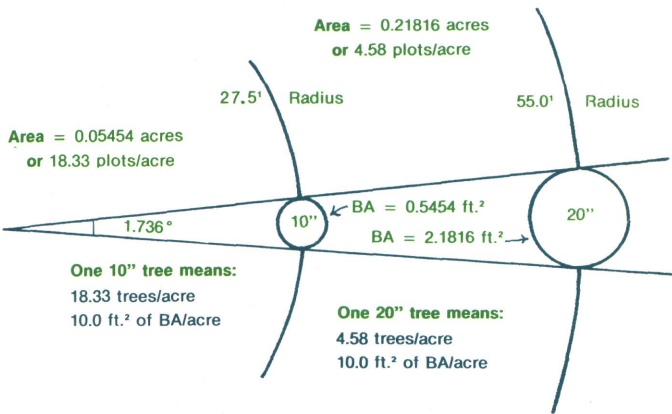 Area = 0.21816 acres
or 4.58 plots/acre
27.5' Radius
55.0' Radius
Area = 0.05454 acres
or 18.33 plots/acre
1.736°
10"
BA = 0.5454 ft.²
BA = 2.1816 ft.²
20"
One 10" tree means:
18.33 trees/acre
10.0 ft.² of BA/acre
One 20" tree means:
4.58 trees/acre
10.0 ft.² of BA/acre